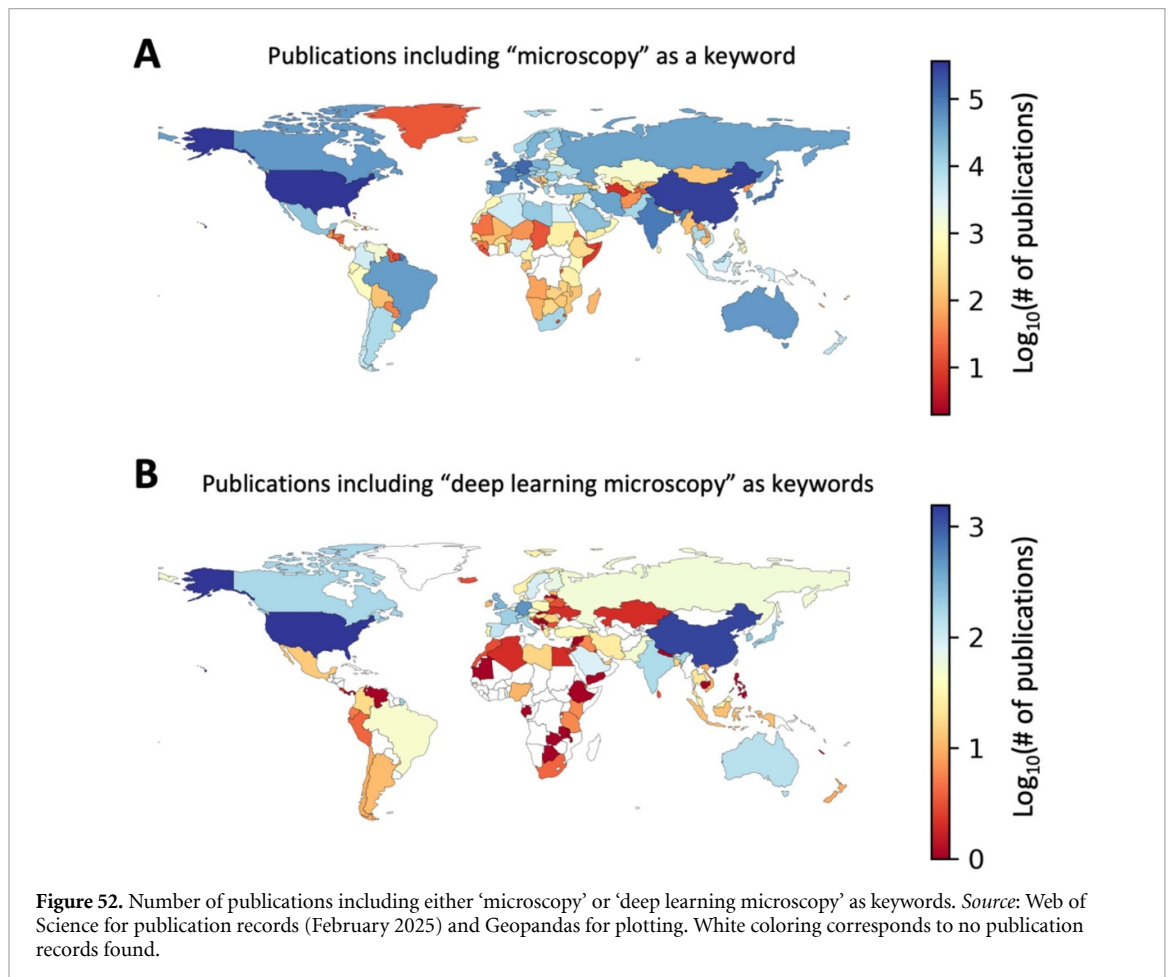 A
Publications including “microscopy” as a keyword
5
4
3
2
1
Log10(# of publications)
B
Publications including “deep learning microscopy” as keywords
3
2
1
0
Log10(# of publications)
Figure 52. Number of publications including either ‘microscopy’ or ‘deep learning microscopy’ as keywords. Source: Web of
Science for publication records (February 2025) and Geopandas for plotting. White coloring corresponds to no publication
records found.